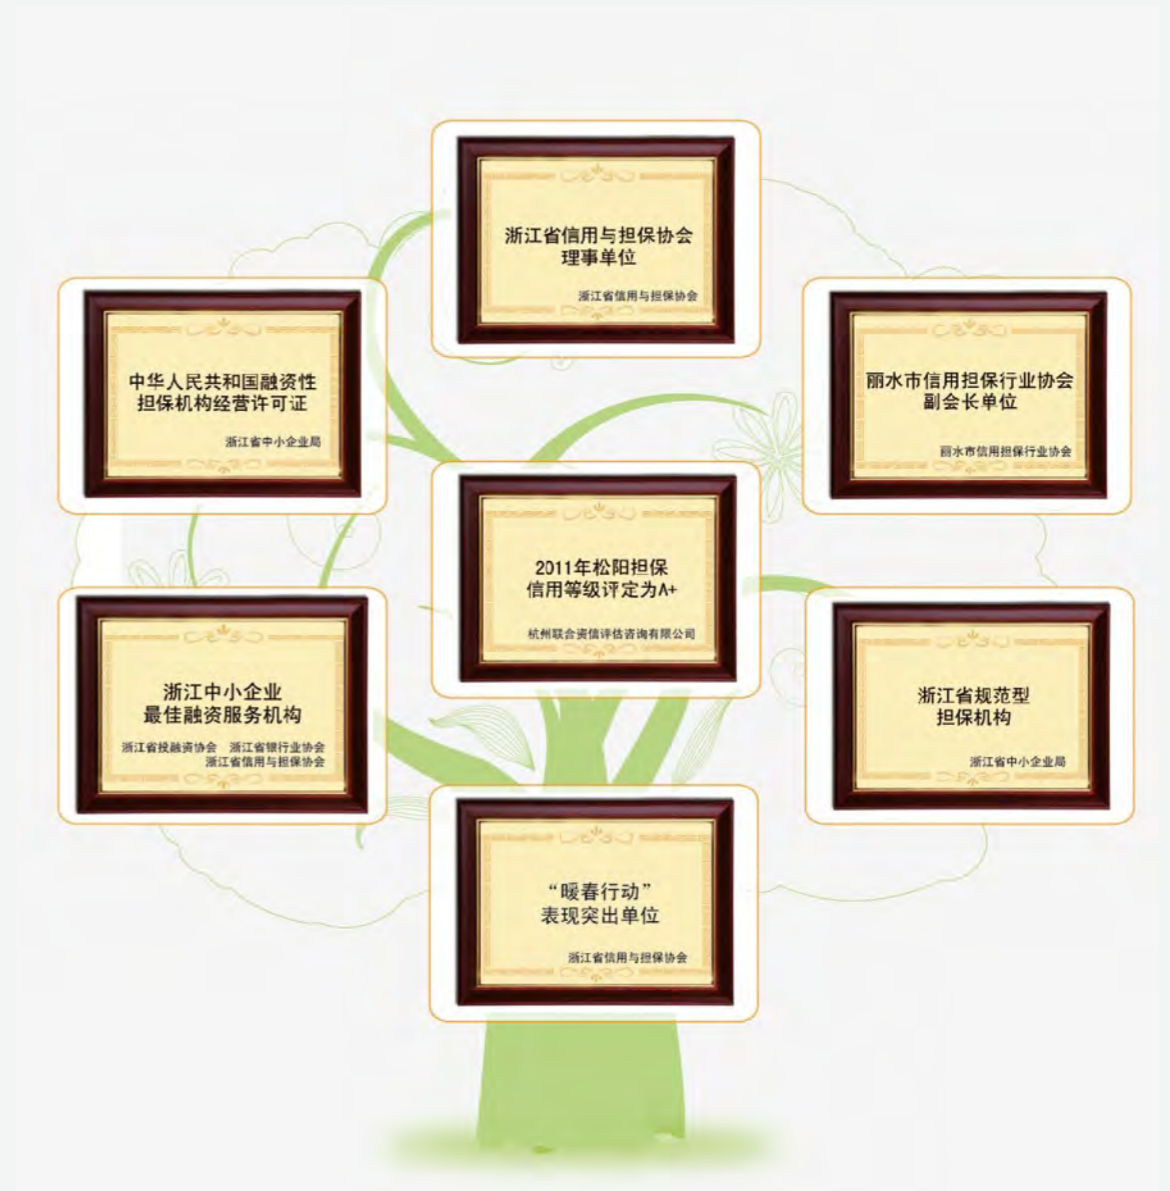 浙江省信用与担保协会
理事单位
浙江省信用与担保协会
中华人民共和国融资性
担保机构经营许可证
浙江省中小企业局
丽水市信用担保行业协会
副会长单位
丽水市信用担保行业协会
2011年松阳担保
信用等级评定为A+
杭州联合资信评估咨询有限公司
浙江中小企业
最佳融资服务机构
浙江省投融资协会 浙江省银行业协会
浙江省信用与担保协会
浙江省规范型
担保机构
浙江省中小企业局
“暖春行动”
表现突出单位
浙江省信用与担保协会